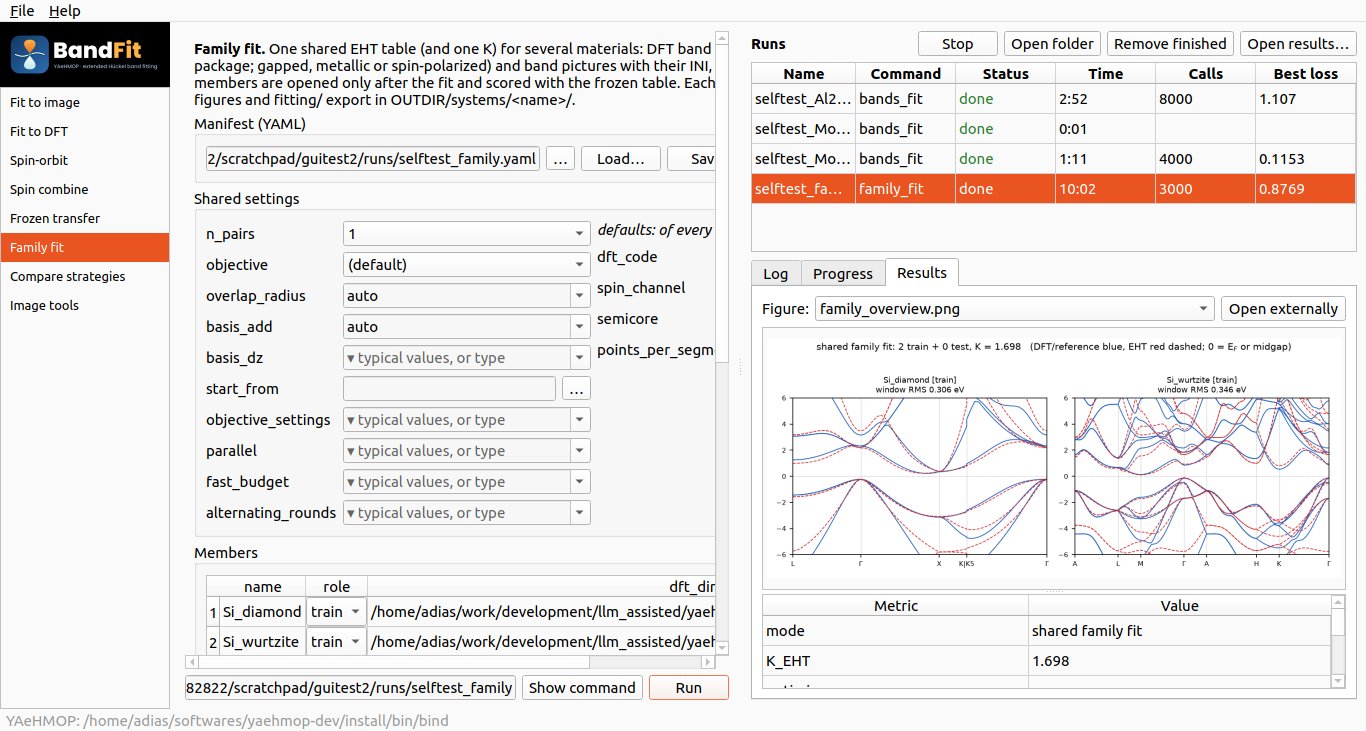 File Help
BandFit
YAeHMOP - extended Hückel band fitting
Fit to image
Fit to DFT
Spin-orbit
Spin combine
Frozen transfer
Family fit
Compare strategies
Image tools
Family fit. One shared EHT table (and one K) for several materials: DFT band
package; gapped, metallic or spin-polarized) and band pictures with their INI,
members are opened only after the fit and scored with the frozen table. Each
figures and fitting/ export in OUTDIR/systems/<name>/.
Manifest (YAML)
2/scratchpad/guitest2/runs/selftest_family.yaml ... Load... Sav
Shared settings
n_pairs 1 defaults: of every
objective (default) dft_code
overlap_radius auto spin_channel
basis_add auto semicore
basis_dz ▾ typical values, or type points_per_segm
start_from ...
objective_settings ▾ typical values, or type
parallel ▾ typical values, or type
fast_budget ▾ typical values, or type
alternating_rounds ▾ typical values, or type
Members
name role dft_dir
1 Si_diamond train /home/adias/work/development/llm_assisted/yaeh
2 Si_wurtzite train /home/adias/work/development/llm_assisted/yaeh
82822/scratchpad/guitest2/runs/selftest_family Show command Run
Runs Stop Open folder Remove finished Open results...
Name Command Status Time Calls Best loss
selftest_Al2... bands_fit done 2:52 8000 1.107
selftest_Mo... bands_fit done 0:01
selftest_Mo... bands_fit done 1:11 4000 0.1153
selftest_fa... family_fit done 10:02 3000 0.8769
Log Progress Results
Figure: family_overview.png Open externally
shared family fit: 2 train + 0 test, K = 1.698 (DFT/reference blue, EHT red dashed; 0 = E_F or midgap)
Si_diamond [train]
window RMS 0.306 eV
6
4
2
0
−2
−4
−6
L Γ X K|K5 Γ
Si_wurtzite [train]
window RMS 0.346 eV
6
4
2
0
−2
−4
−6
A L M Γ A H K Γ
Metric Value
mode shared family fit
K_EHT 1.698
YAeHMOP: /home/adias/softwares/yaehmop-dev/install/bin/bind